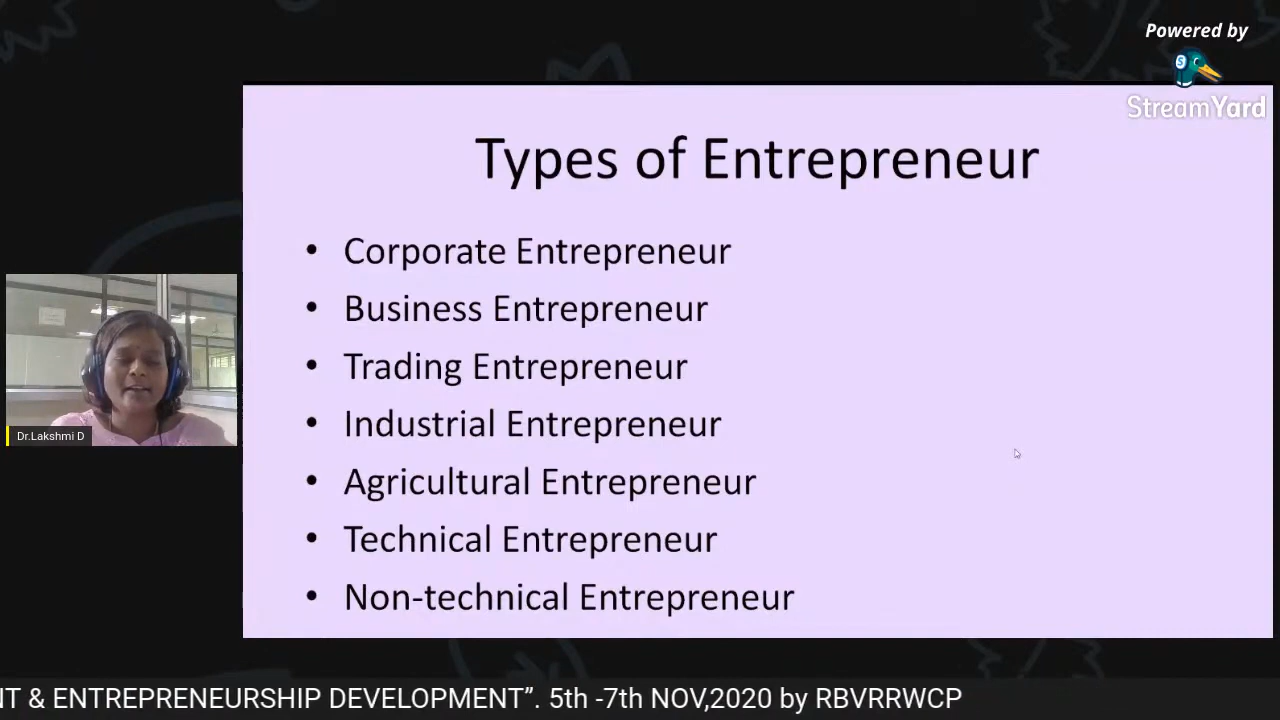 Powered by
StreamYard
Types of Entrepreneur
• Corporate Entrepreneur
• Business Entrepreneur
• Trading Entrepreneur
• Industrial Entrepreneur
• Agricultural Entrepreneur
• Technical Entrepreneur
• Non-technical Entrepreneur
Dr.Lakshmi D
NT & ENTREPRENEURSHIP DEVELOPMENT”. 5th -7th NOV,2020 by RBVRRWCP